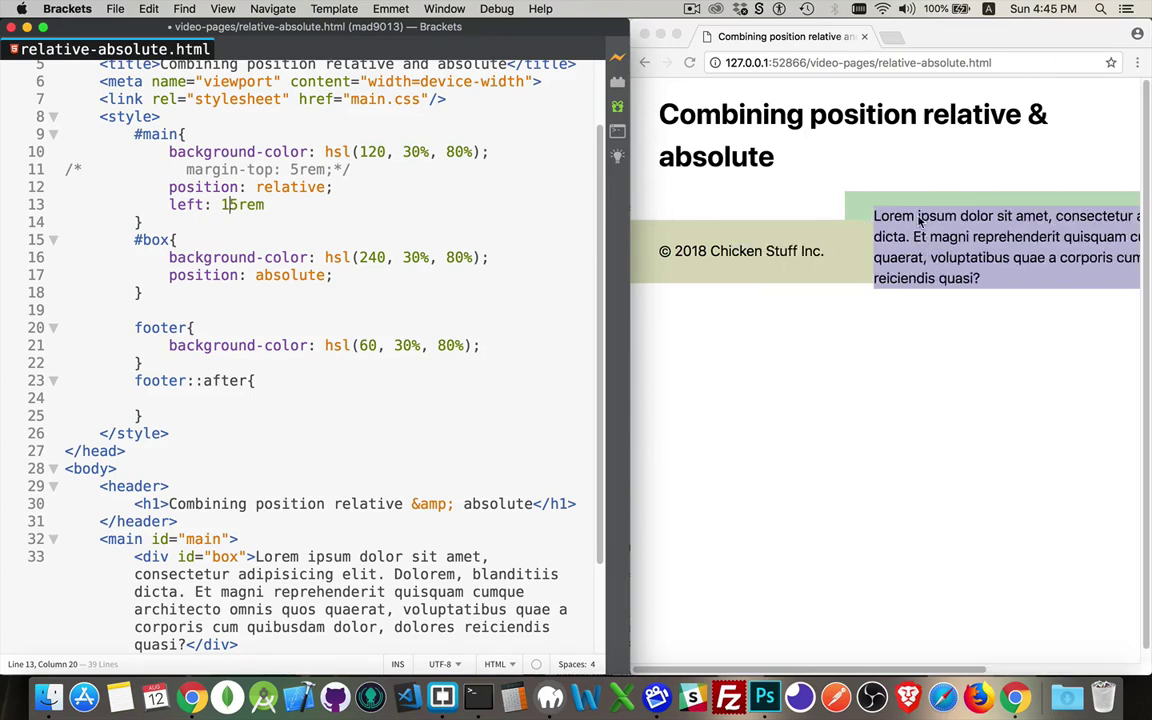 Brackets File Edit Find View Navigate Template Emmet Window Debug Help 100% Sun 4:45 PM
• video-pages/relative-absolute.html (mad9013) — Brackets
relative-absolute.html
5 <title>Combining position relative and absolute</title>
6 <meta name="viewport" content="width=device-width">
7 <link rel="stylesheet" href="main.css"/>
8 <style>
9 #main{
10 background-color: hsl(120, 30%, 80%);
11 /* margin-top: 5rem;*/
12 position: relative;
13 left: 15rem
14 }
15 #box{
16 background-color: hsl(240, 30%, 80%);
17 position: absolute;
18 }
19
20 footer{
21 background-color: hsl(60, 30%, 80%);
22 }
23 footer::after{
24
25 }
26 </style>
27 </head>
28 <body>
29 <header>
30 <h1>Combining position relative &amp; absolute</h1>
31 </header>
32 <main id="main">
33 <div id="box">Lorem ipsum dolor sit amet,
consectetur adipisicing elit. Dolorem, blanditiis
dicta. Et magni reprehenderit quisquam cumque
architecto omnis quos quaerat, voluptatibus quae a
corporis cum quibusdam dolor, dolores reiciendis
quasi?</div>
Line 13, Column 20 — 39 Lines INS UTF-8 HTML Spaces: 4
Combining position relative an
127.0.0.1:52866/video-pages/relative-absolute.html
Combining position relative &
absolute
Lorem ipsum dolor sit amet, consectetur a
dicta. Et magni reprehenderit quisquam cu
quaerat, voluptatibus quae a corporis cum
reiciendis quasi?
© 2018 Chicken Stuff Inc.
AUG
12